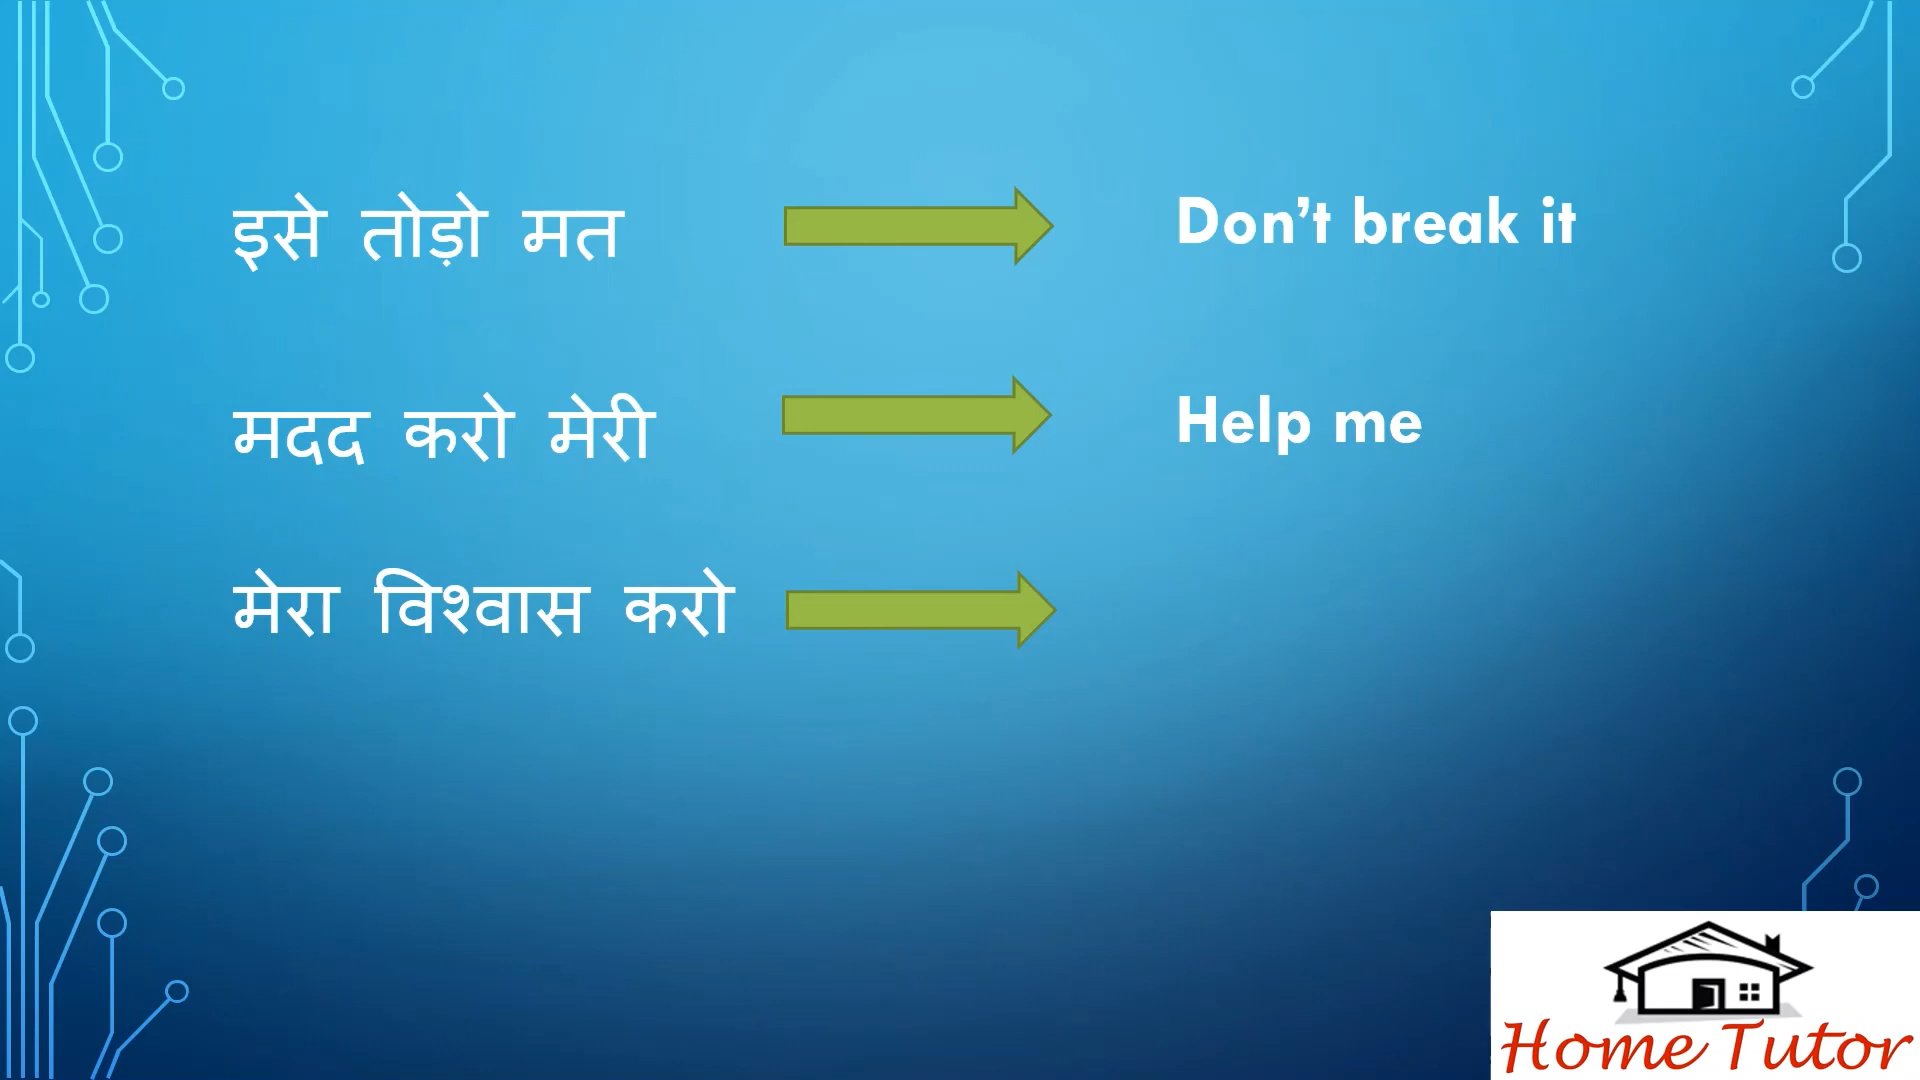 इसे तोड़ो मत Don't break it
मदद करो मेरी Help me
मेरा विश्वास करो
Home Tutor